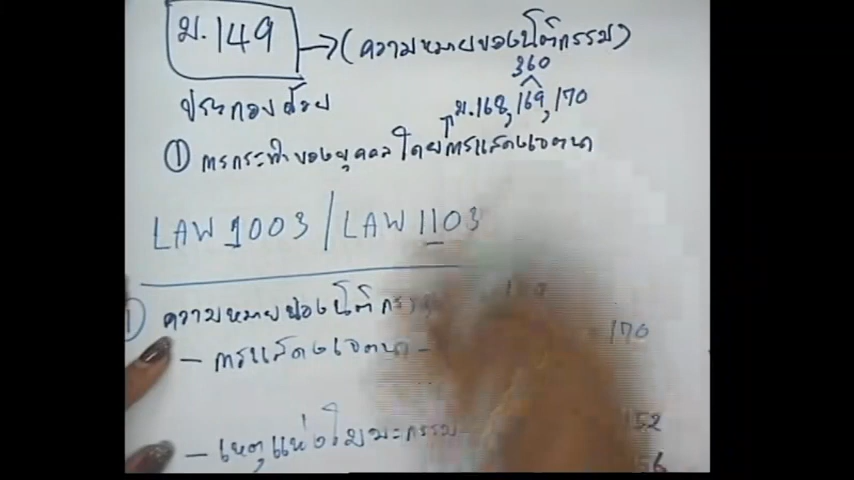 ม.149 → (ความหมายของนิติกรรม)
360
ประกอบด้วย
ม.168, 169, 170
① การกระทำของบุคคลโดยการแสดงเจตนา
LAW 1003 / LAW 1103
① ความหมายของนิติกรรม
- การแสดงเจตนา - 170
- เหตุแห่งโมฆะกรรม 152
156